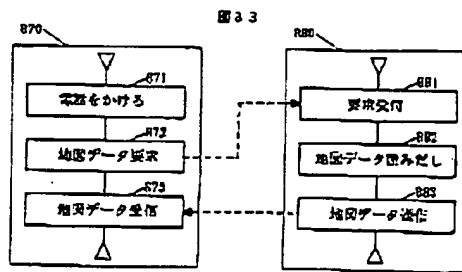 図23
870
880
871
電話をかける
872
地図データ要求
873
地図データ受信
881
要求受付
882
地図データ読みだし
883
地図データ送信